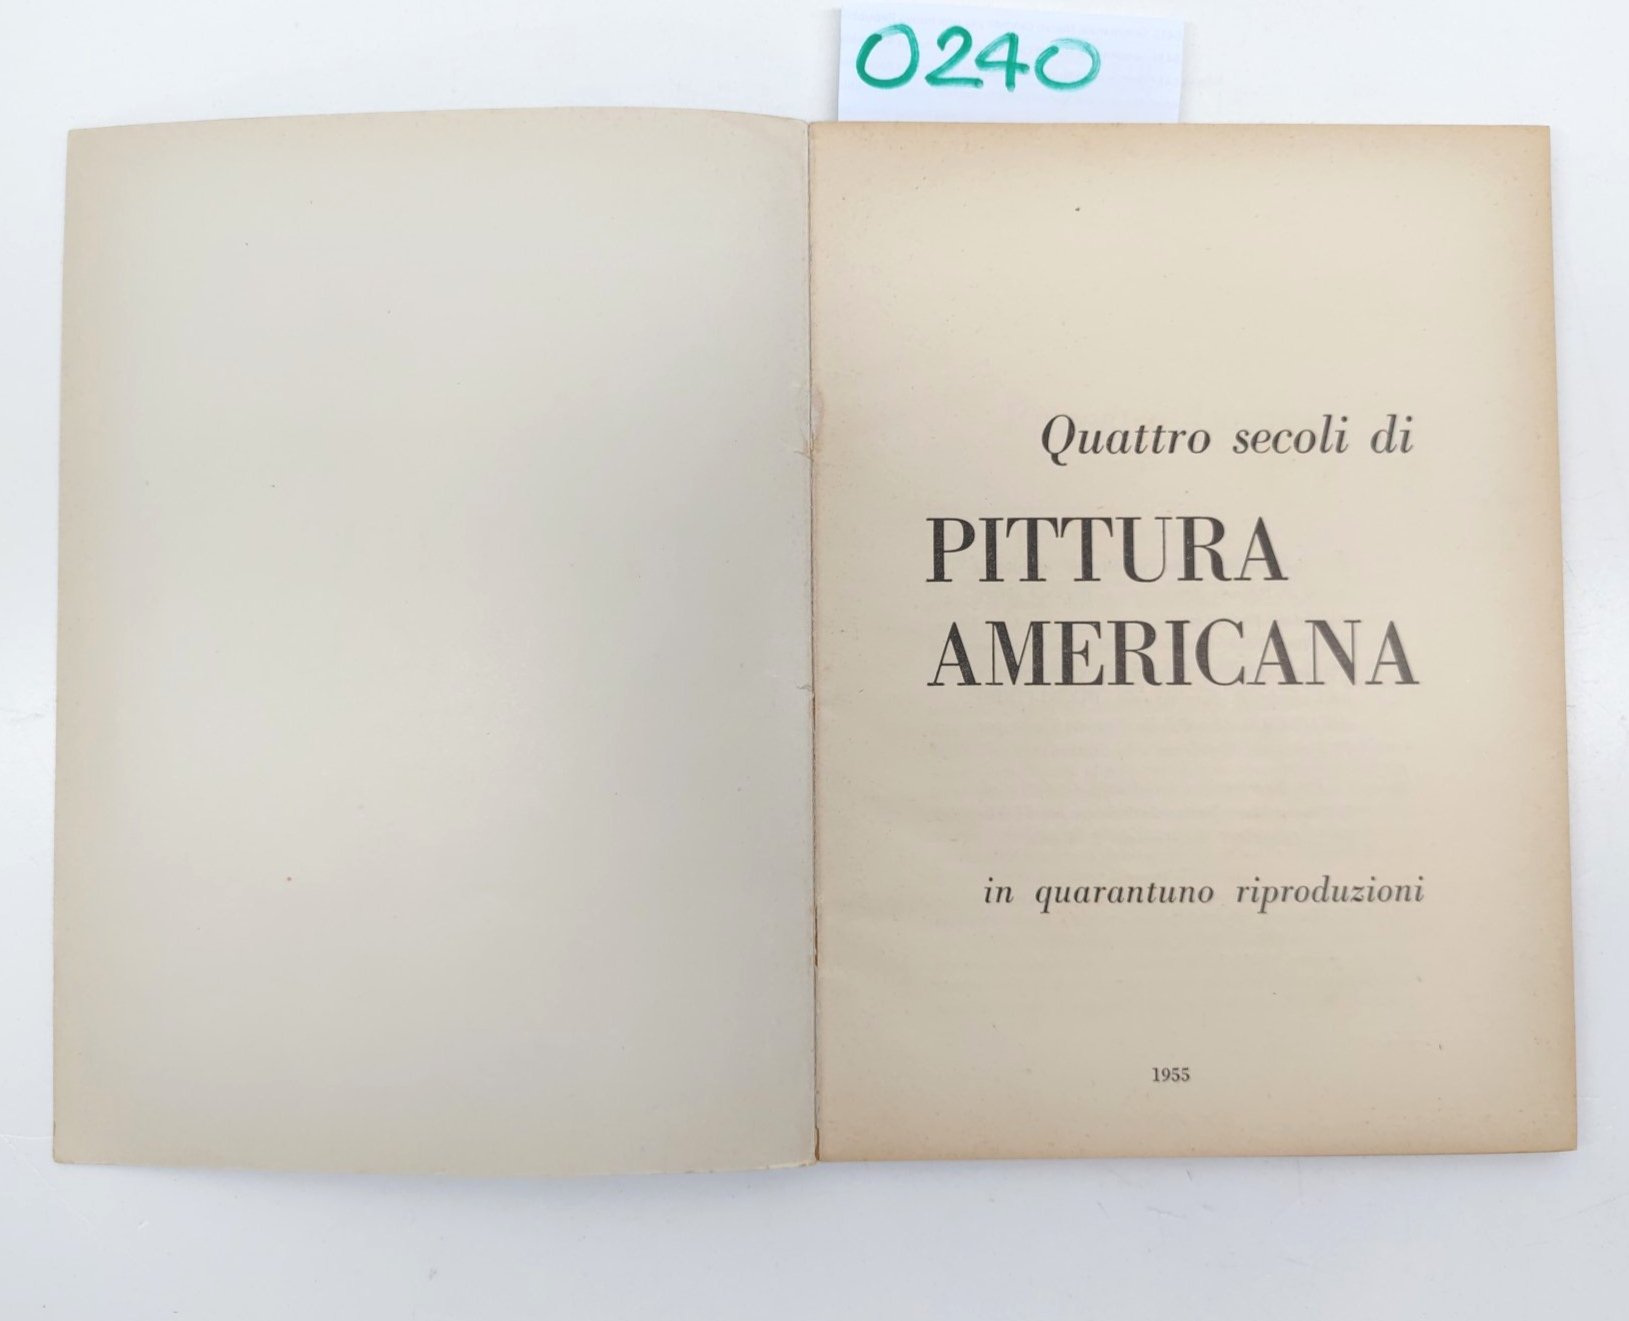 0240
Quattro secoli di
PITTURA
AMERICANA
in quarantuno riproduzioni
1955